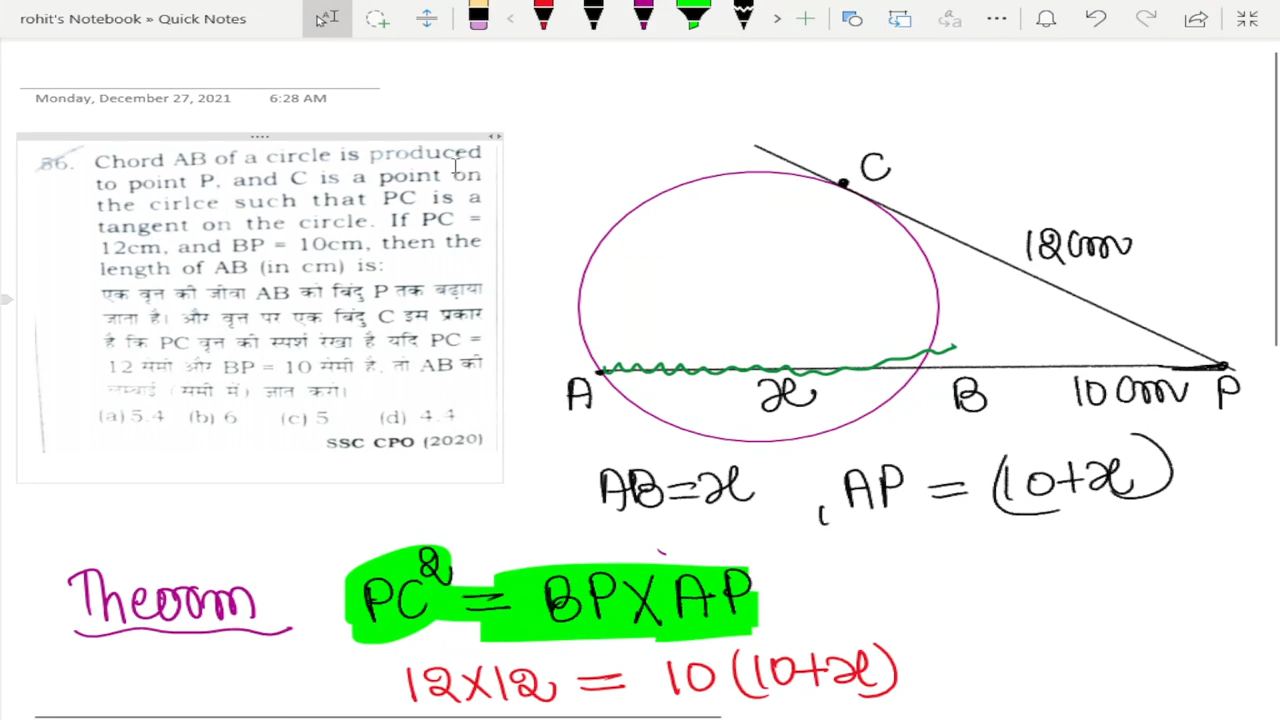 rohit's Notebook » Quick Notes
Monday, December 27, 2021 6:28 AM
86. Chord AB of a circle is produced
to point P, and C is a point on
the cirlce such that PC is a
tangent on the circle. If PC =
12cm, and BP = 10cm, then the
length of AB (in cm) is:
एक वृत्त की जीवा AB को बिंदु P तक बढ़ाया
जाता है। और वृत्त पर एक बिंदु C इस प्रकार
है कि PC वृत्त की स्पर्श रेखा है यदि PC =
12 सेमी और BP = 10 सेमी है, तो AB की
लम्बाई (सेमी में) ज्ञात करो।
(a) 5.4 (b) 6 (c) 5 (d) 4.4
SSC CPO (2020)
C
12cm
A x B 10cm P
AB=x , AP = (10+x)
Theorom PC² = BP×AP
12×12 = 10(10+x)